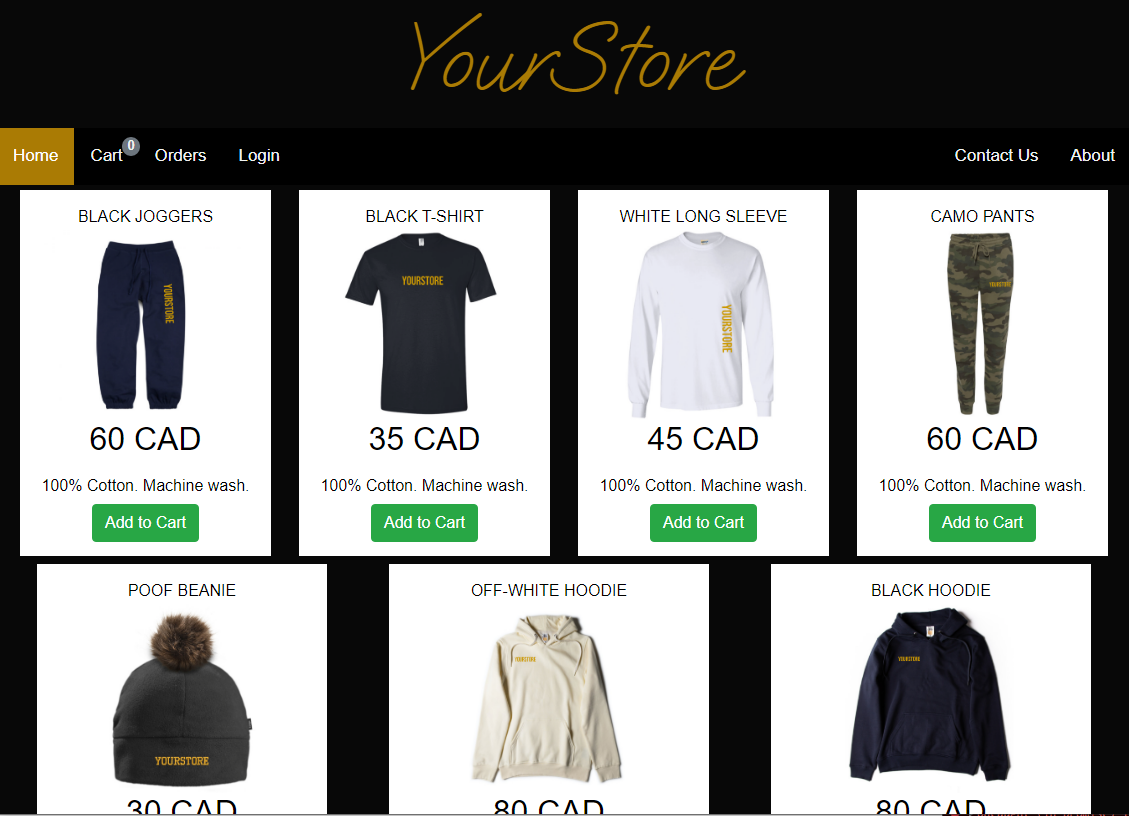 YourStore
Home Cart 0 Orders Login Contact Us About
BLACK JOGGERS BLACK T-SHIRT WHITE LONG SLEEVE CAMO PANTS
YOURSTORE YOURSTORE YOURSTORE YOURSTORE
60 CAD 35 CAD 45 CAD 60 CAD
100% Cotton. Machine wash. 100% Cotton. Machine wash. 100% Cotton. Machine wash. 100% Cotton. Machine wash.
Add to Cart Add to Cart Add to Cart Add to Cart
POOF BEANIE OFF-WHITE HOODIE BLACK HOODIE
YOURSTORE YOURSTORE YOURSTORE
30 CAD 80 CAD 80 CAD